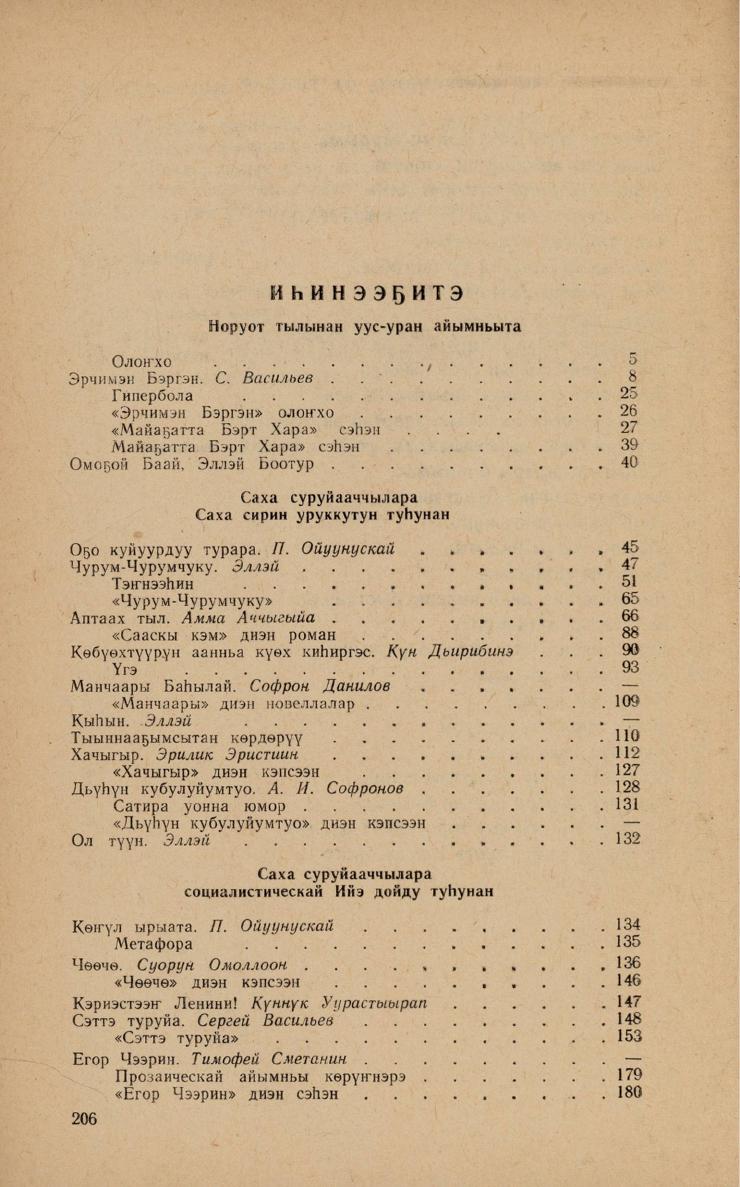 ИҺИНЭЭҔИТЭ
Норуот тылынан уус-уран айымньыта
Олоҥхо . . . . . . . . . . . . 5
Эрчимэн Бэргэн. С. Васильев . . . . . . . . . . 8
Гипербола . . . . . . . . . . . 25
«Эрчимэн Бэргэн» олоҥхо . . . . . . . . 26
«Майаҕатта Бэрт Хара» сэһэн . . . . 27
Майаҕатта Бэрт Хара» сэһэн . . . . . . . 39
Омоҕой Баай, Эллэй Боотур . . . . . . . . . . 40
Саха суруйааччылара
Саха сирин уруккутун туһунан
Оҕо куйуурдуу турара. П. Ойуунускай . . . . . . . 45
Чурум-Чурумчуку. Эллэй . . . . . . . . . . . 47
Тэҥнээһин . . . . . . . . . . . 51
«Чурум-Чурумчуку» . . . . . . . . . . 65
Аптаах тыл. Амма Аччыгыйа . . . . . . . . . . 66
«Сааскы кэм» диэн роман . . . . . . . . . 88
Көбүөхтүүрүн аанньа күөх киһиргэс. Күн Дьирибинэ . . . 90
Үгэ . . . . . . . . . . . . . 93
Манчаары Баһылай. Софрон Данилов . . . . . . . —
«Манчаары» диэн новеллалар . . . . . . . . . 109
Кыһын. Эллэй . . . . . . . . . . . . —
Тыыннааҕымсытан көрдөрүү . . . . . . . . . 110
Хачыгыр. Эрилик Эристиин . . . . . . . . . . 112
«Хачыгыр» диэн кэпсээн . . . . . . . . 127
Дьүһүн кубулуйумтуо. А. И. Софронов . . . . . . . 128
Сатира уонна юмор . . . . . . . . . . . 131
«Дьүһүн кубулуйумтуо» диэн кэпсээн . . . . . . —
Ол түүн. Эллэй . . . . . . . . . . . . 132
Саха суруйааччылара
социалистическай Ийэ дойду туһунан
Көҥүл ырыата. П. Ойуунускай . . . . . . . . . 134
Метафора . . . . . . . . . . . . 135
Чөөчө. Суорун Омоллоон . . . . . . . . . . . 136
«Чөөчө» диэн кэпсээн . . . . . . . . . 146
Кэриэстээҥ Ленини! Күннүк Уурастыырап . . . . . . 147
Сэттэ туруйа. Сергей Васильев . . . . . . . . . 148
«Сэттэ туруйа» . . . . . . . . . . . 153
Егор Чээрин. Тимофей Сметанин . . . . . . . . . —
Прозаическай айымньы көрүҥнэрэ . . . . . . . 179
«Егор Чээрин» диэн сэһэн . . . . . . . . . 180
206